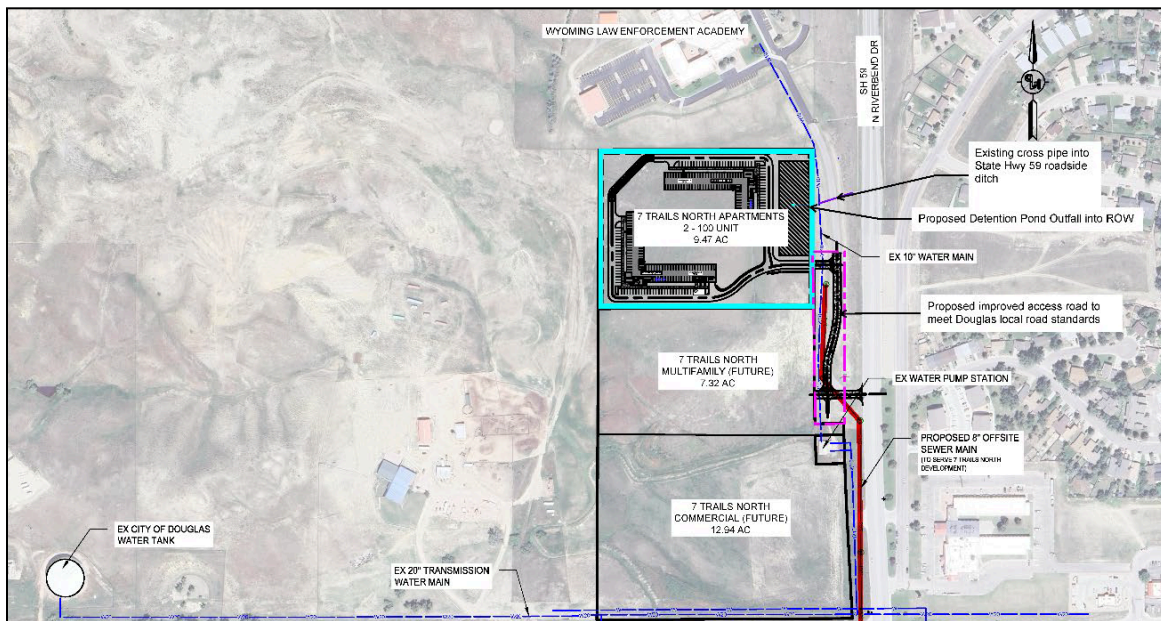 WYOMING LAW ENFORCEMENT ACADEMY
SH 59
N RIVERBEND DR
Existing cross pipe into
State Hwy 59 roadside
ditch
7 TRAILS NORTH APARTMENTS
2 - 100 UNIT
9.47 AC
Proposed Detention Pond Outfall into ROW
EX 10" WATER MAIN
Proposed improved access road to
meet Douglas local road standards
7 TRAILS NORTH
MULTIFAMILY (FUTURE)
7.32 AC
EX WATER PUMP STATION
PROPOSED 8" OFFSITE
SEWER MAIN
(TO SERVE 7 TRAILS NORTH
DEVELOPMENT)
7 TRAILS NORTH
COMMERCIAL (FUTURE)
12.94 AC
EX CITY OF DOUGLAS
WATER TANK
EX 20" TRANSMISSION
WATER MAIN